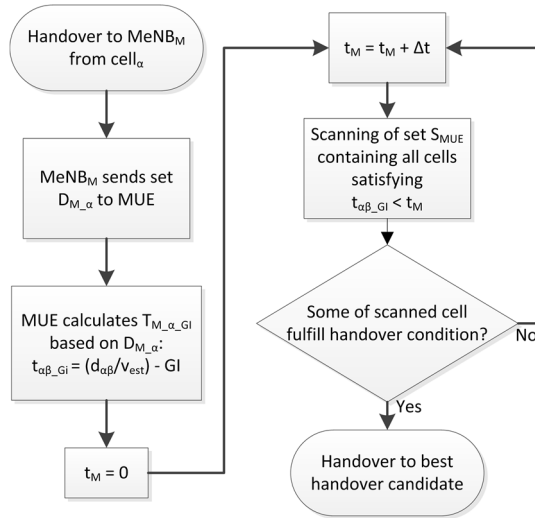 Handover to MeNB_M
from cell_α
MeNB_M sends set
D_M_α to MUE
MUE calculates T_M_α_GI
based on D_M_α:
t_αβ_Gi = (d_αβ/v_est) - GI
t_M = 0
t_M = t_M + Δt
Scanning of set S_MUE
containing all cells
satisfying
t_αβ_GI < t_M
Some of scanned cell
fulfill handover condition?
No
Yes
Handover to best
handover candidate